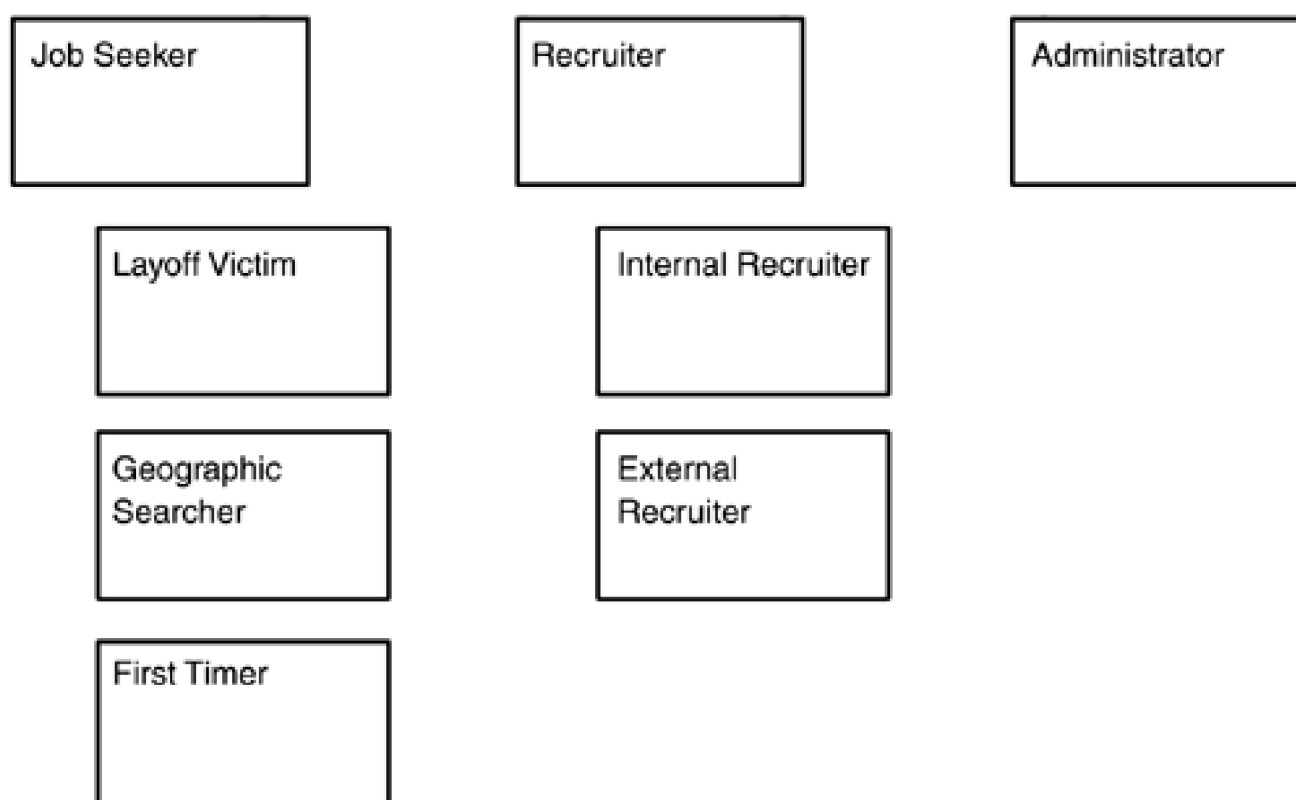 Job Seeker
Layoff Victim
Geographic
Searcher
First Timer
Recruiter
Internal Recruiter
External
Recruiter
Administrator